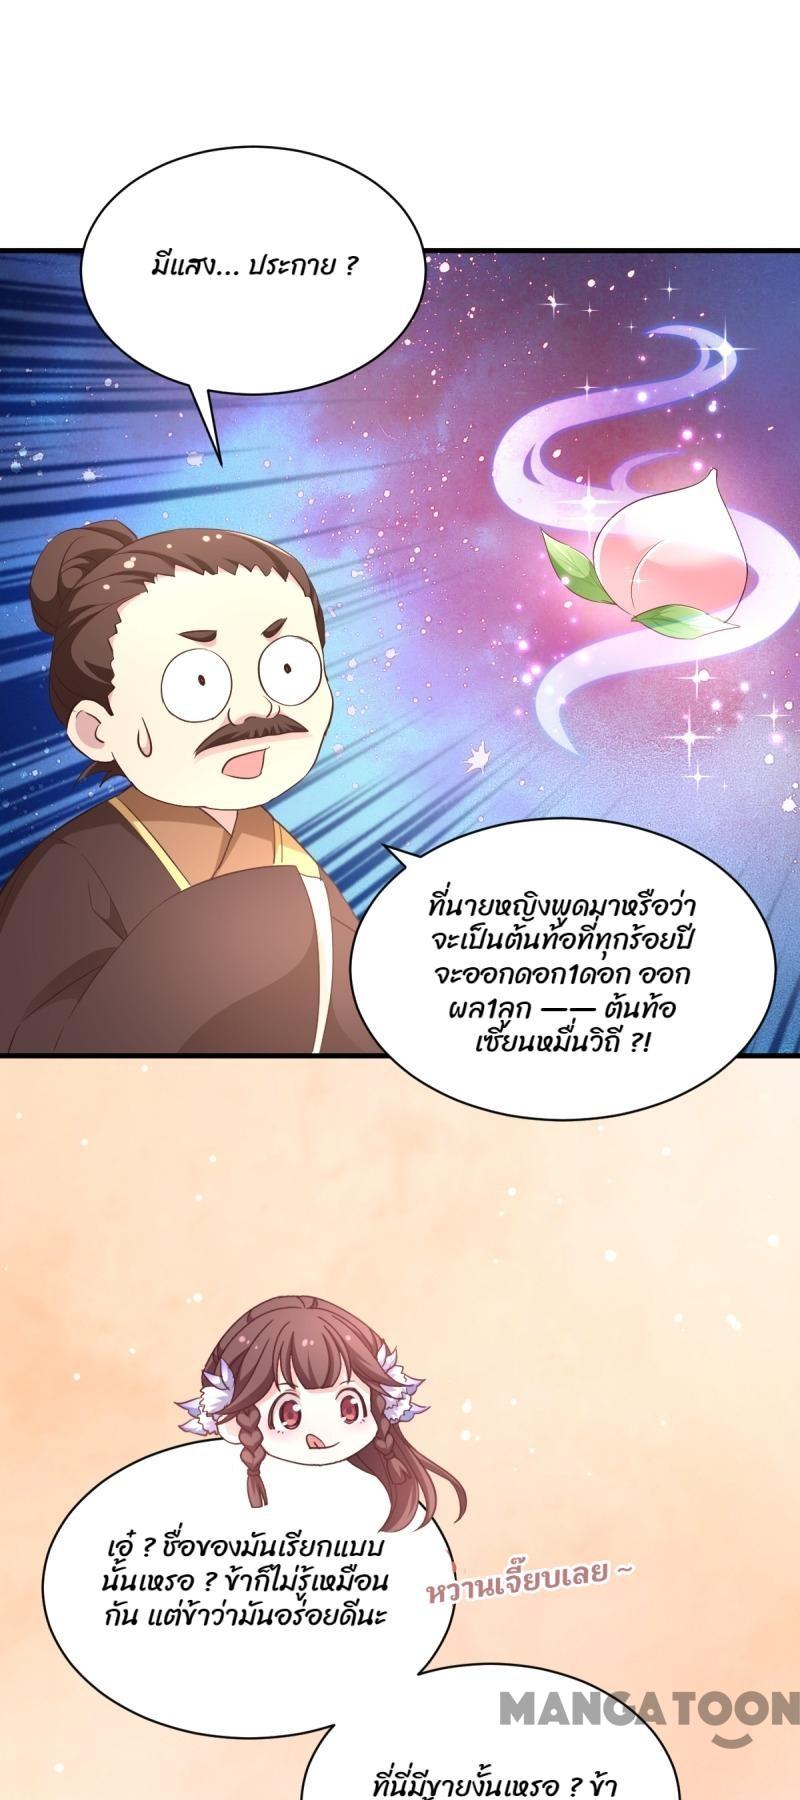 มีแสง... ประกาย ?
ที่นายหญิงพูดมาหรือว่า
จะเป็นต้นท้อที่ทุกร้อยปี
จะออกดอก1ดอก ออก
ผล1ลูก —— ต้นท้อ
เซียนหมื่นวิถี ?!
เอ๋ ? ชื่อของมันเรียกแบบ
นั้นเหรอ ? ข้าก็ไม่รู้เหมือน
กัน แต่ข้าว่ามันอร่อยดีนะ
หวานเจี๊ยบเลย ~
MANGATOON
ที่นี่มีขายงั้นเหรอ ? ข้า